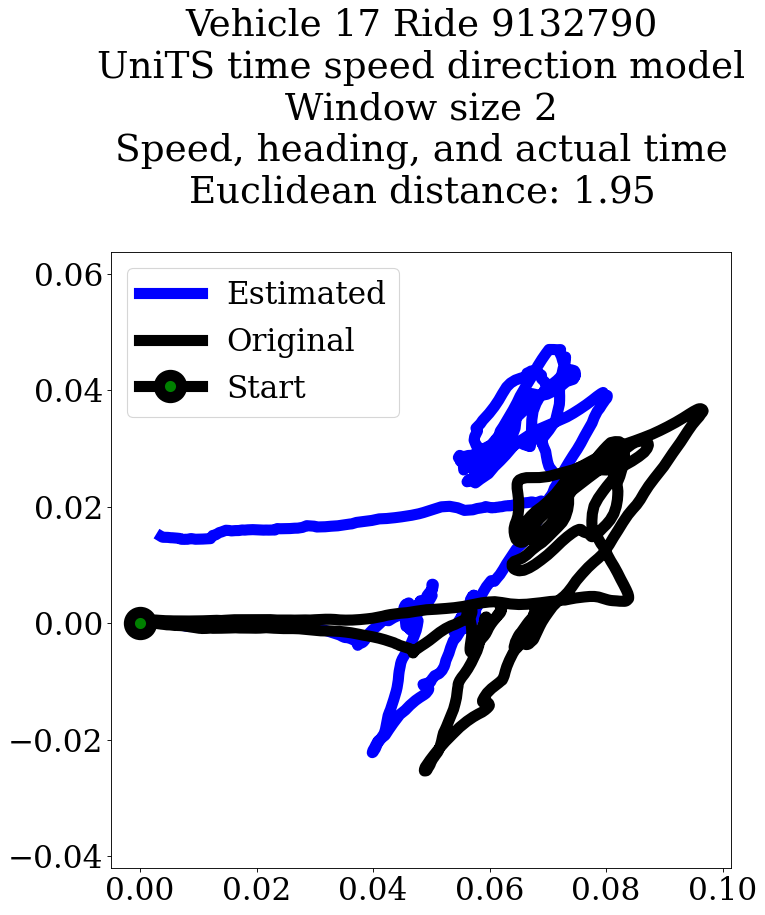 Vehicle 17 Ride 9132790
UniTS time speed direction model
Window size 2
Speed, heading, and actual time
Euclidean distance: 1.95
Estimated
Original
Start
0.06
0.04
0.02
0.00
−0.02
−0.04
0.00 0.02 0.04 0.06 0.08 0.10